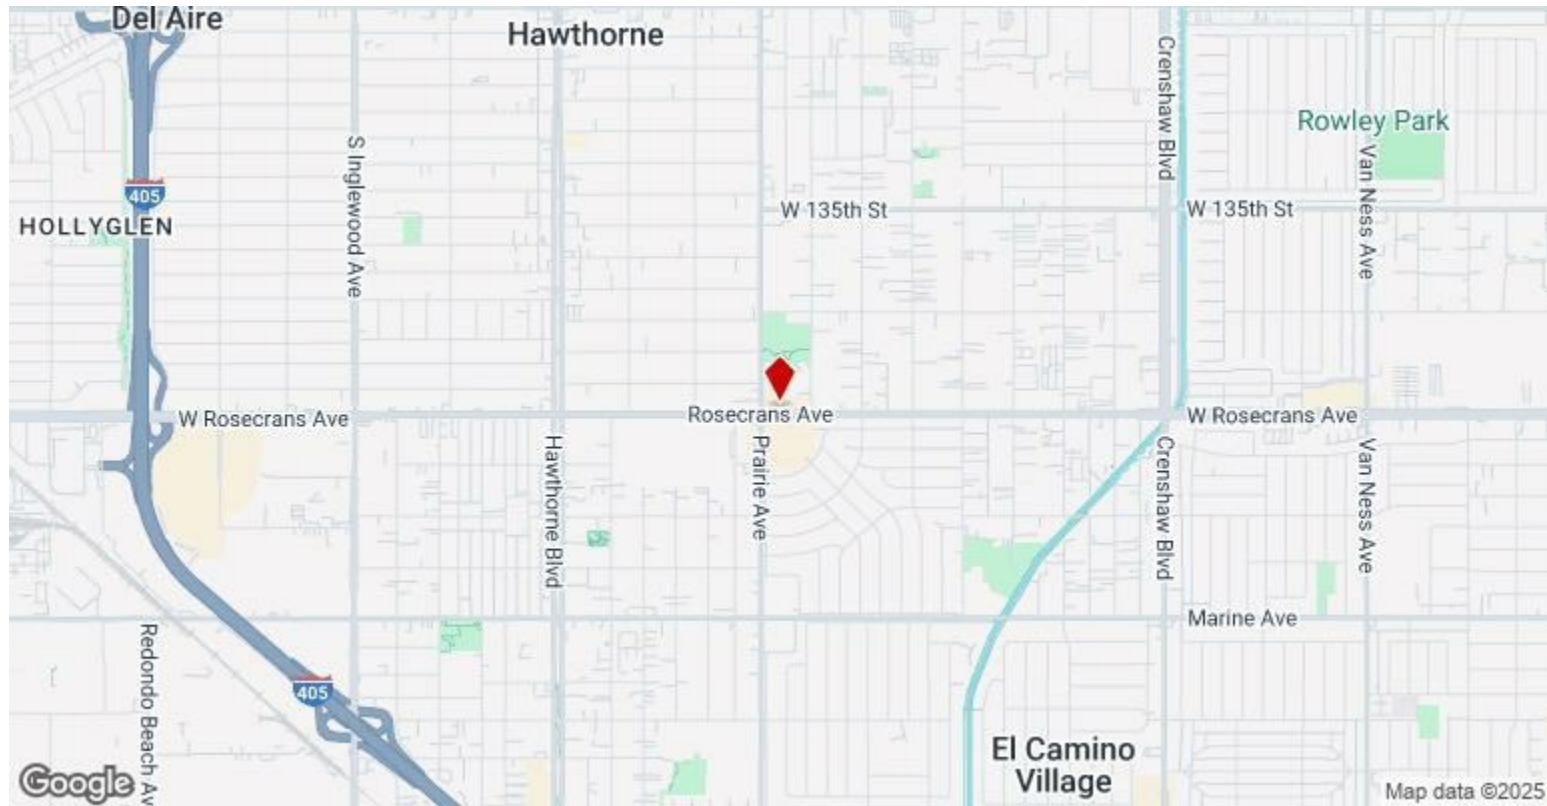 Del Aire
Hawthorne
Crenshaw Blvd
Rowley Park
S Inglewood Ave
Van Ness Ave
405
HOLLYGLEN
W 135th St
W 135th St
W Rosecrans Ave
Rosecrans Ave
W Rosecrans Ave
Hawthorne Blvd
Prairie Ave
Crenshaw Blvd
Van Ness Ave
Marine Ave
Redondo Beach Av
405
El Camino
Village
Google
Map data ©2025